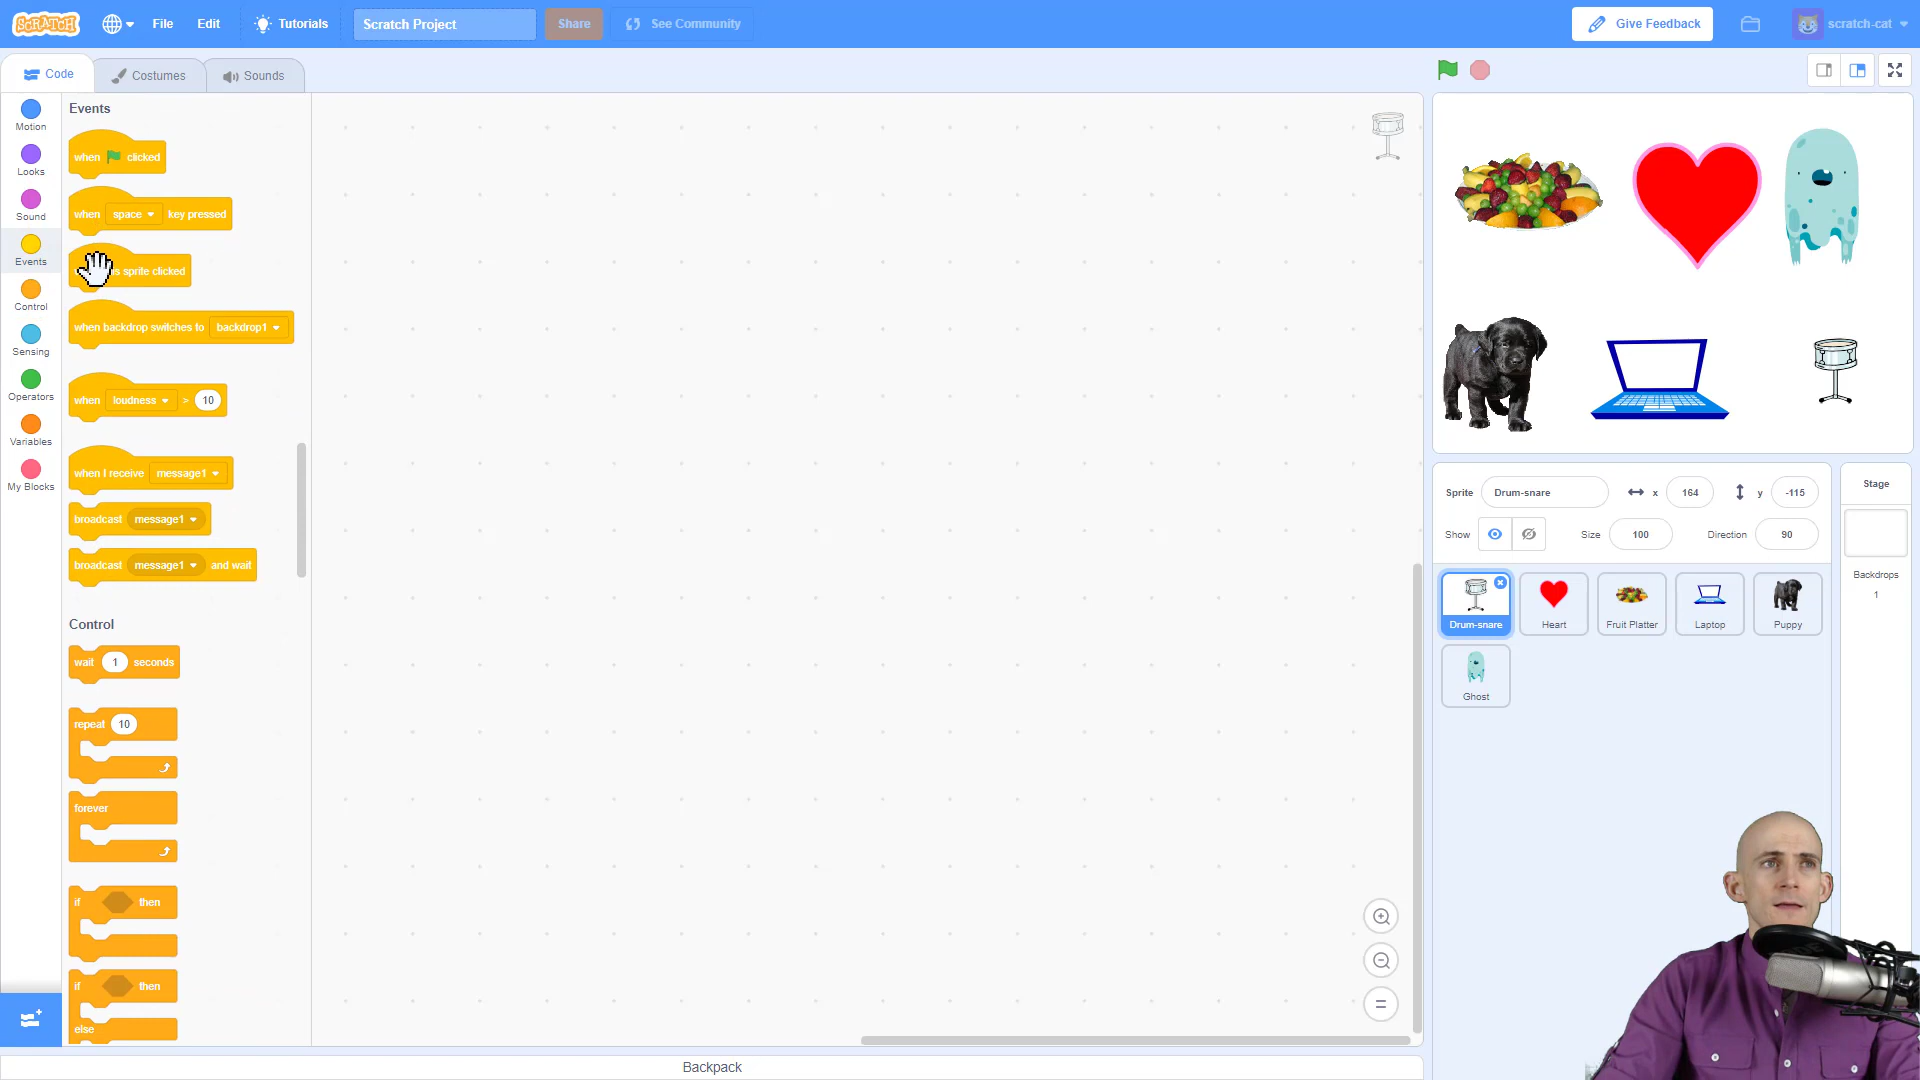 SCRATCH
File
Edit
Tutorials
Scratch Project
Share
See Community
Give Feedback
scratch-cat
Code
Costumes
Sounds
Motion
Looks
Sound
Events
Control
Sensing
Operators
Variables
My Blocks
Events
when clicked
when space key pressed
s sprite clicked
when backdrop switches to backdrop1
when loudness > 10
when I receive message1
broadcast message1
broadcast message1 and wait
Control
wait 1 seconds
repeat 10
forever
if then
if then
else
Sprite Drum-snare x 164 y -115
Show Size 100 Direction 90
Drum-snare
Heart
Fruit Platter
Laptop
Puppy
Ghost
Stage
Backdrops
1
Backpack